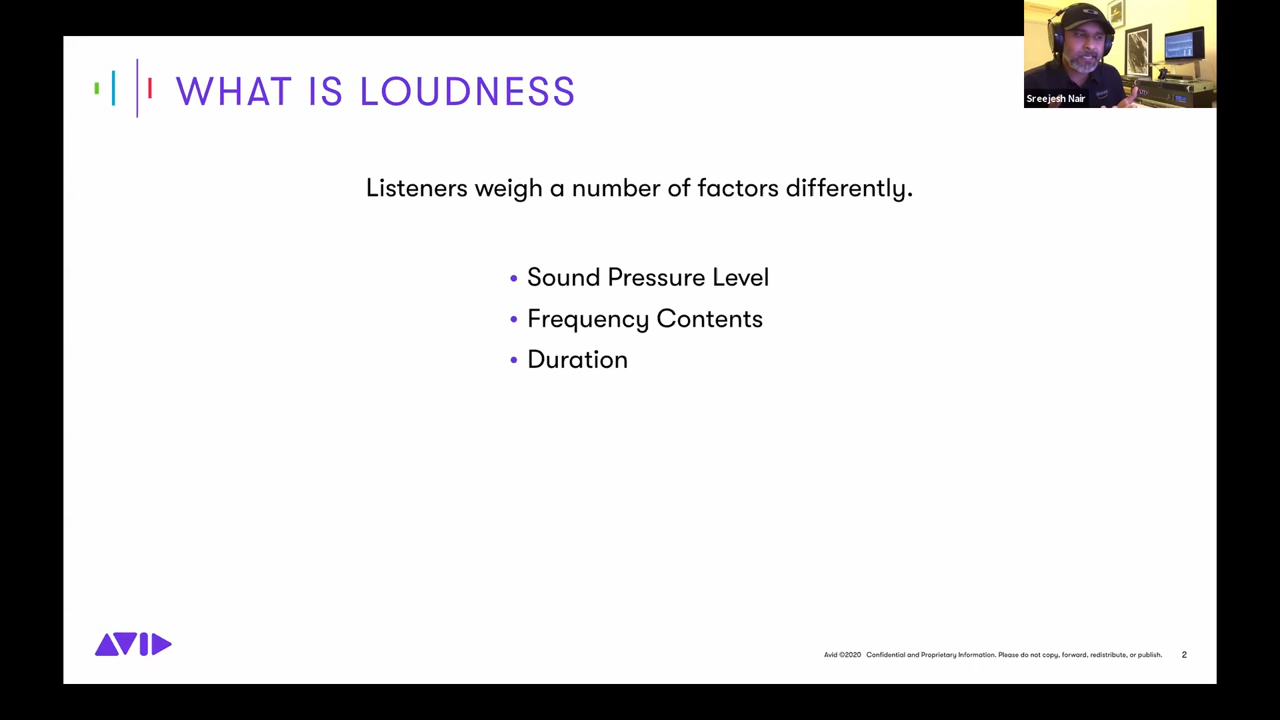 WHAT IS LOUDNESS
Sreejesh Nair
Listeners weigh a number of factors differently.
• Sound Pressure Level
• Frequency Contents
• Duration
AVID
Avid ©2020 Confidential and Proprietary Information. Please do not copy, forward, redistribute, or publish.
2